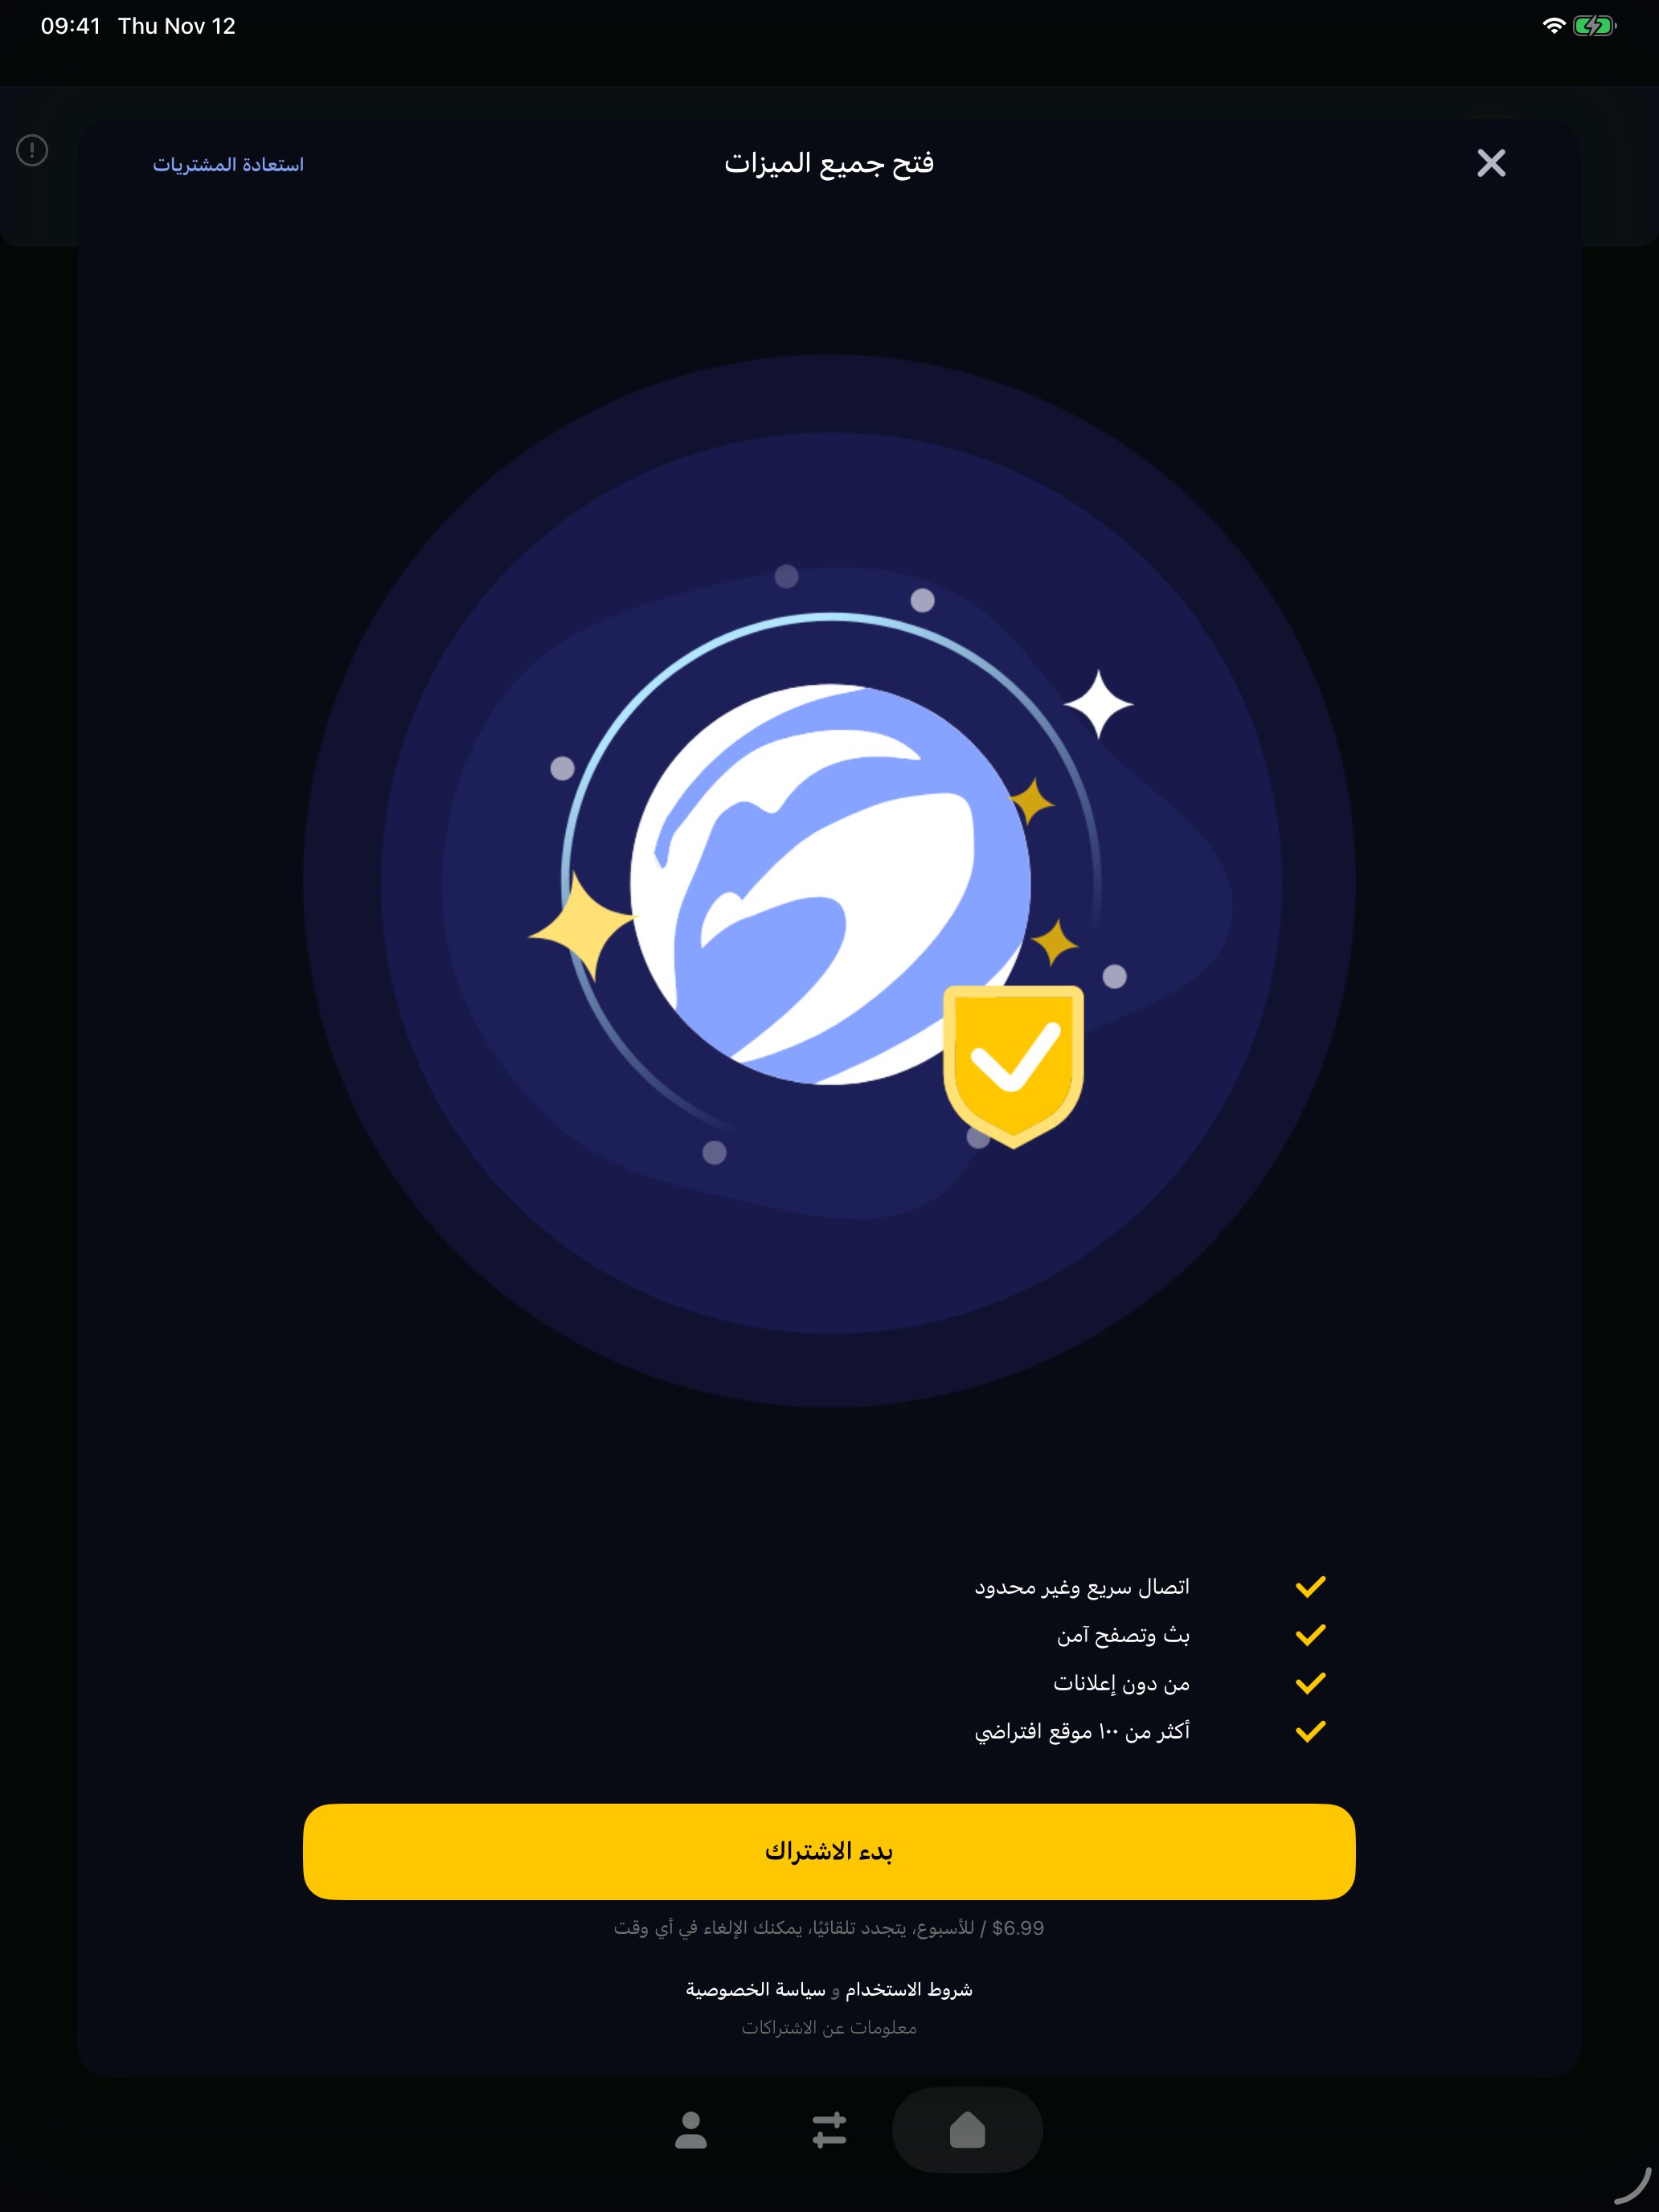 09:41 Thu Nov 12
فتح جميع الميزات
استعادة المشتريات
اتصال سريع وغير محدود
بث وتصفح آمن
من دون إعلانات
أكثر من ١٠٠ موقع افتراضي
بدء الاشتراك
$6.99 / للأسبوع، يتجدد تلقائيًا، يمكنك الإلغاء في أي وقت
شروط الاستخدام و سياسة الخصوصية
معلومات عن الاشتراكات